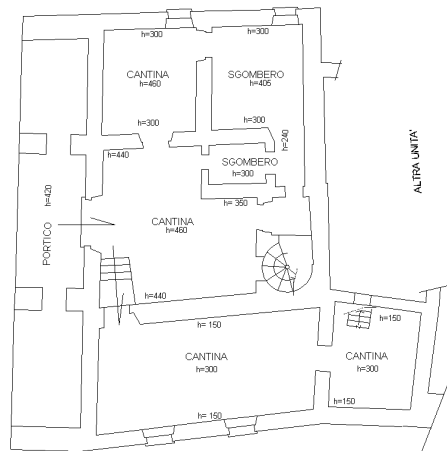 h=300
h=300
CANTINA
h=460
SGOMBERO
h=405
h=300
h=300
h=440
h=240
SGOMBERO
h=300
ALTRA UNITA'
h=420
PORTICO
h= 350
CANTINA
h=460
h=440
h= 150
h=150
CANTINA
h=300
CANTINA
h=300
h=150
h= 150